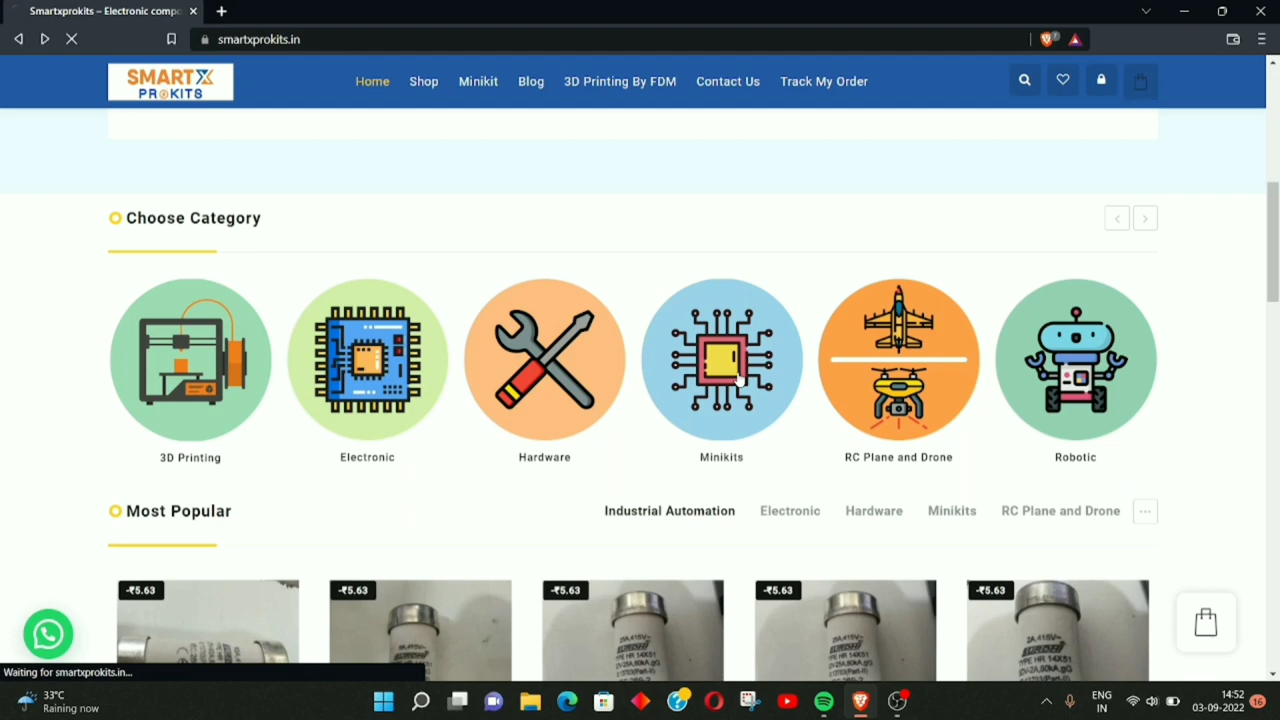 Smartxprokits – Electronic compo
smartxprokits.in
SMARTX PROKITS
Home Shop Minikit Blog 3D Printing By FDM Contact Us Track My Order
Choose Category
3D Printing Electronic Hardware Minikits RC Plane and Drone Robotic
Most Popular
Industrial Automation Electronic Hardware Minikits RC Plane and Drone
-₹5.63 -₹5.63 -₹5.63 -₹5.63 -₹5.63
Waiting for smartxprokits.in...
33°C
Raining now
ENG
IN
14:52
03-09-2022
16